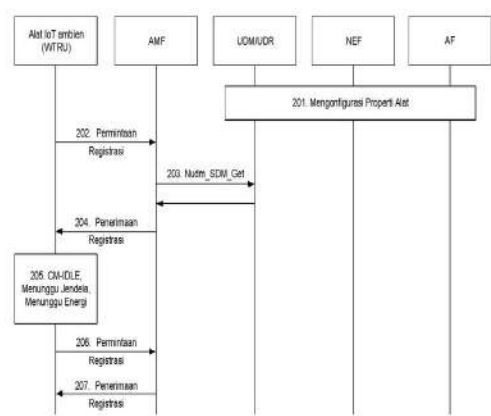 Alat IoT ambien
(WTRU)
AMF
UDM/UDR
NEF
AF
201. Mengonfigurasi Properti Alat
202. Permintaan
Registrasi
203. Nudm_SDM_Get
204. Penerimaan
Registrasi
205. CM-IDLE,
Menunggu Jendela,
Menunggu Energi
206. Permintaan
Registrasi
207. Penerimaan
Registrasi